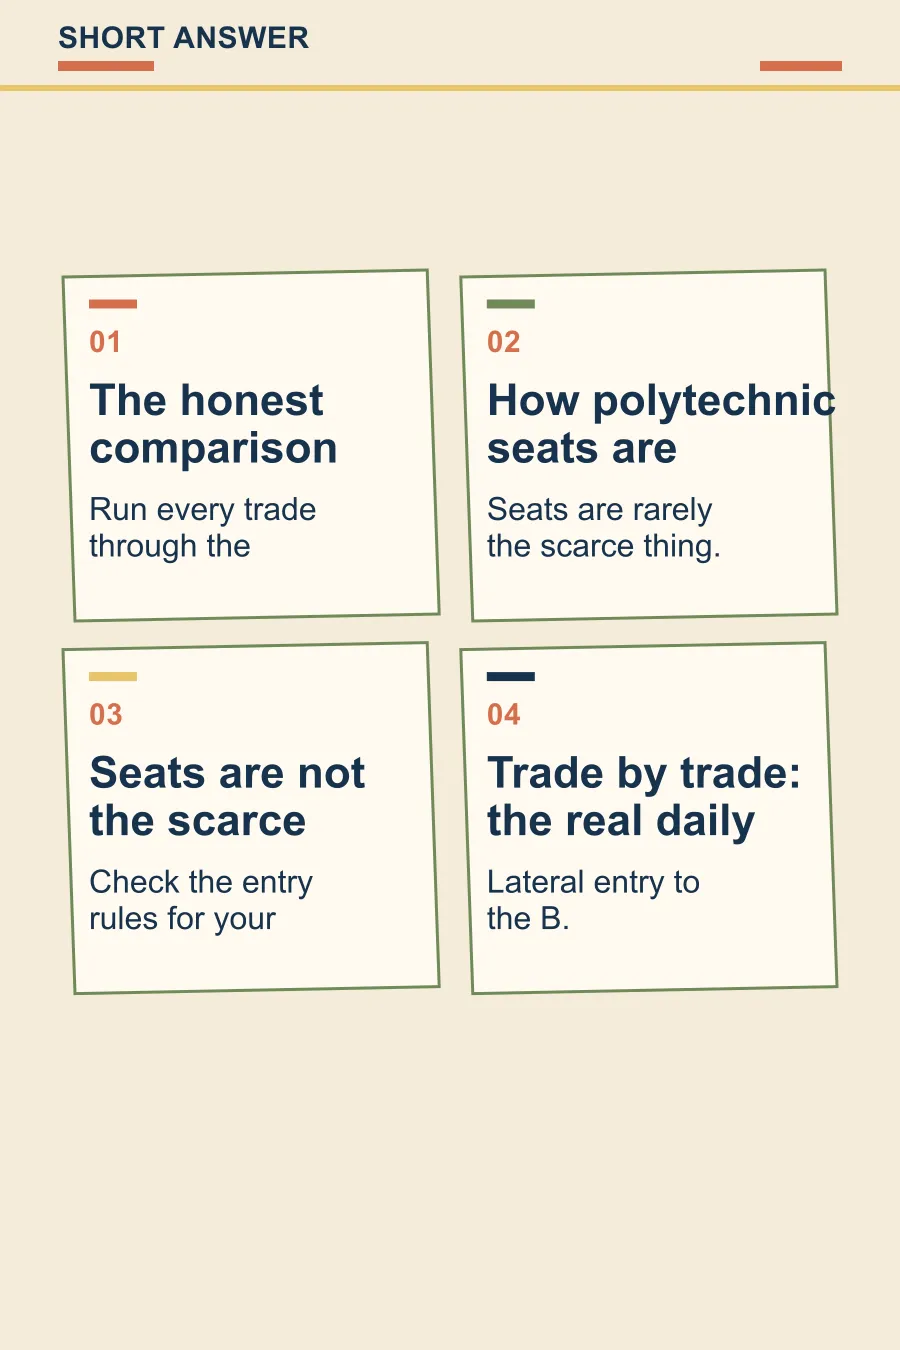 SHORT ANSWER
01
The honest
comparison
Run every trade
through the
02
How polytechnic
seats are
Seats are rarely
the scarce thing.
03
Seats are not
the scarce
Check the entry
rules for your
04
Trade by trade:
the real daily
Lateral entry to
the B.